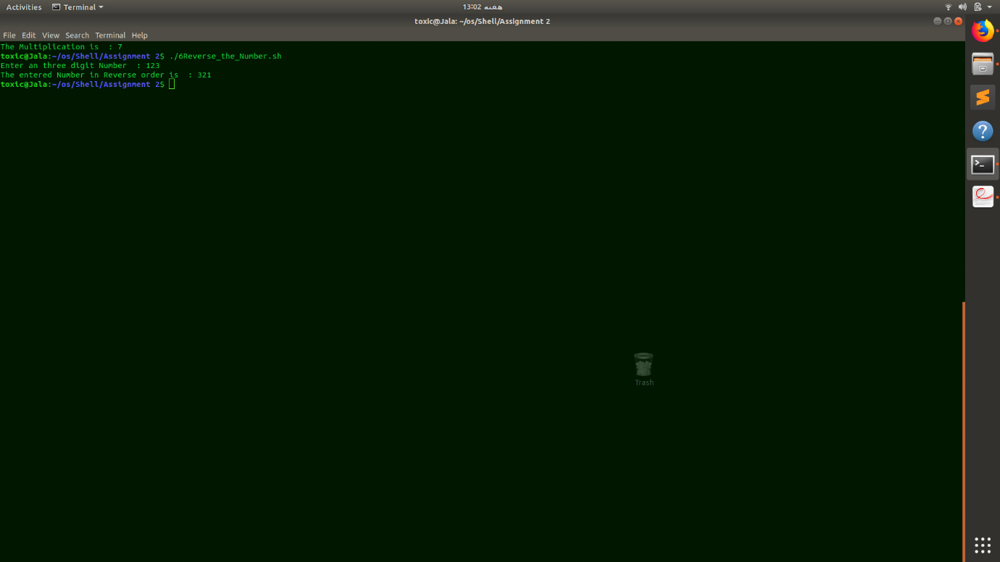 Activities Terminal 13:02 هفته
toxic@Jala: ~/os/Shell/Assignment 2
File Edit View Search Terminal Help
The Multiplication is  : 7
toxic@Jala:~/os/Shell/Assignment 2$ ./6Reverse_the_Number.sh
Enter an three digit Number  : 123
The entered Number in Reverse order is  : 321
toxic@Jala:~/os/Shell/Assignment 2$
Trash